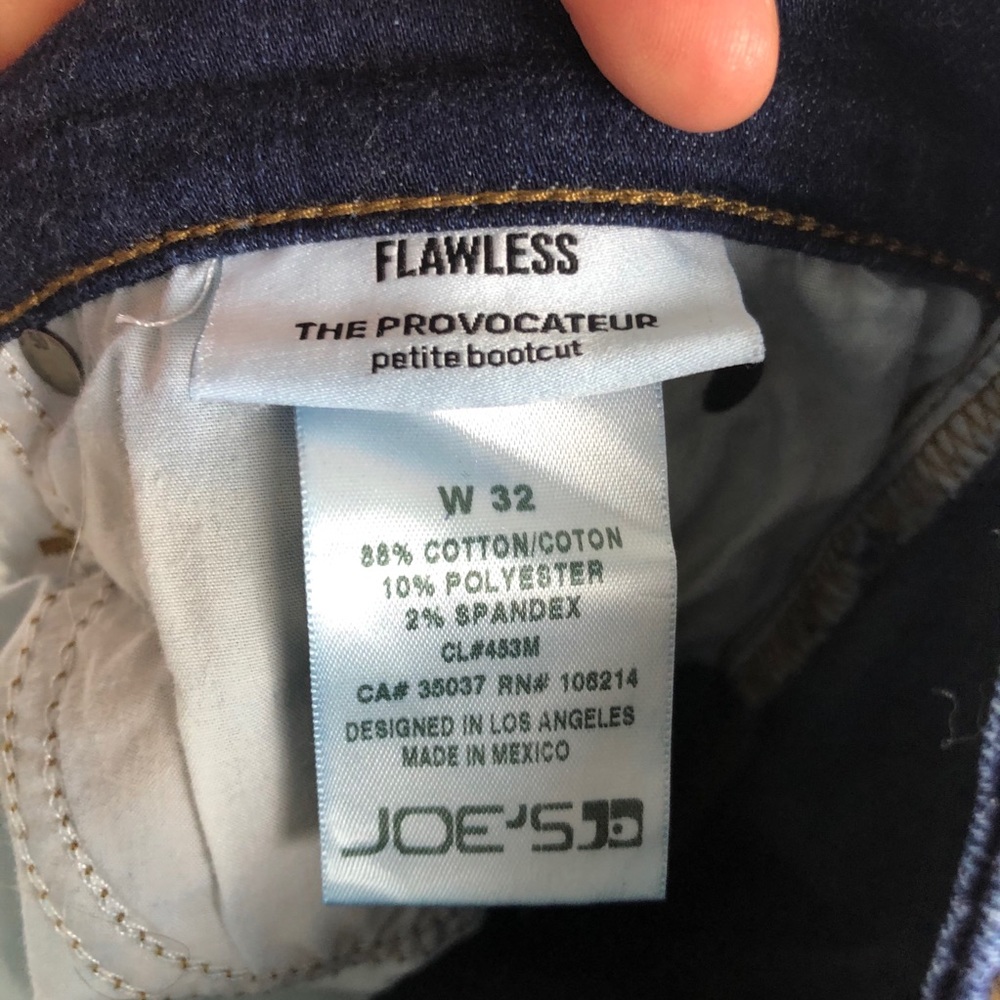 FLAWLESS
THE PROVOCATEUR
petite bootcut
W 32
88% COTTON/COTON
10% POLYESTER
2% SPANDEX
CL#453M
CA# 35037 RN# 106214
DESIGNED IN LOS ANGELES
MADE IN MEXICO
JOE'S